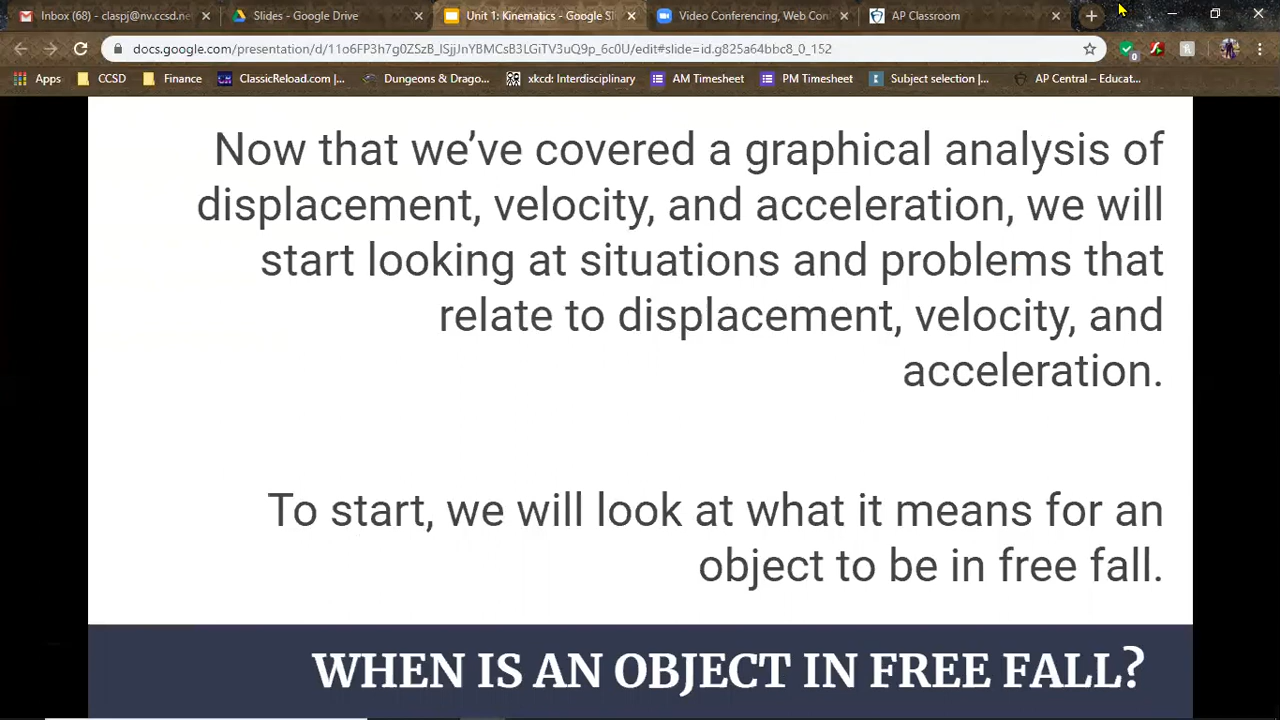 Inbox (68) - claspj@nv.ccsd.ne
Slides - Google Drive
Unit 1: Kinematics - Google Sl
Video Conferencing, Web Con
AP Classroom
docs.google.com/presentation/d/11o6FP3h7g0ZSzB_lSjjJnYBMCsB3LGiTV3uQ9p_6c0U/edit#slide=id.g825a64bbc8_0_152
Apps
CCSD
Finance
ClassicReload.com |...
Dungeons & Drago...
xkcd: Interdisciplinary
AM Timesheet
PM Timesheet
Subject selection |...
AP Central – Educat...
Now that we’ve covered a graphical analysis of
displacement, velocity, and acceleration, we will
start looking at situations and problems that
relate to displacement, velocity, and
acceleration.
To start, we will look at what it means for an
object to be in free fall.
WHEN IS AN OBJECT IN FREE FALL?